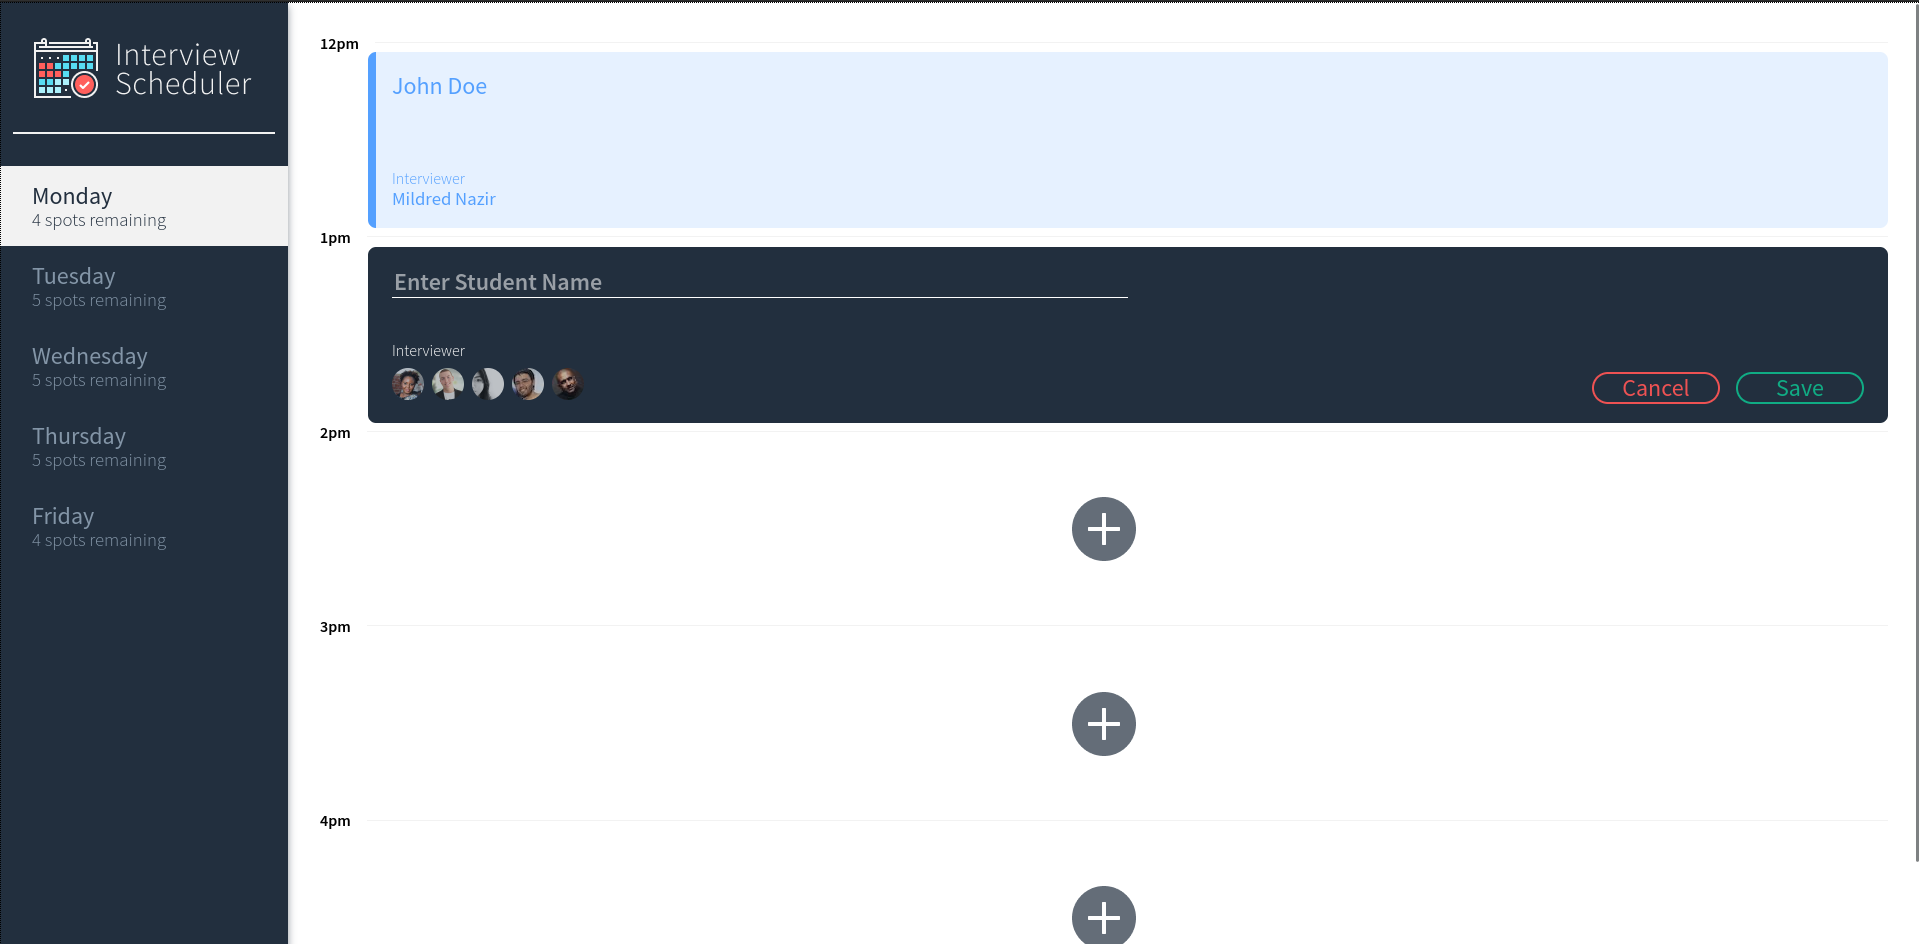 Interview
Scheduler
Monday
4 spots remaining
Tuesday
5 spots remaining
Wednesday
5 spots remaining
Thursday
5 spots remaining
Friday
4 spots remaining
12pm
John Doe
Interviewer
Mildred Nazir
1pm
Enter Student Name
Interviewer
Cancel
Save
2pm
3pm
4pm